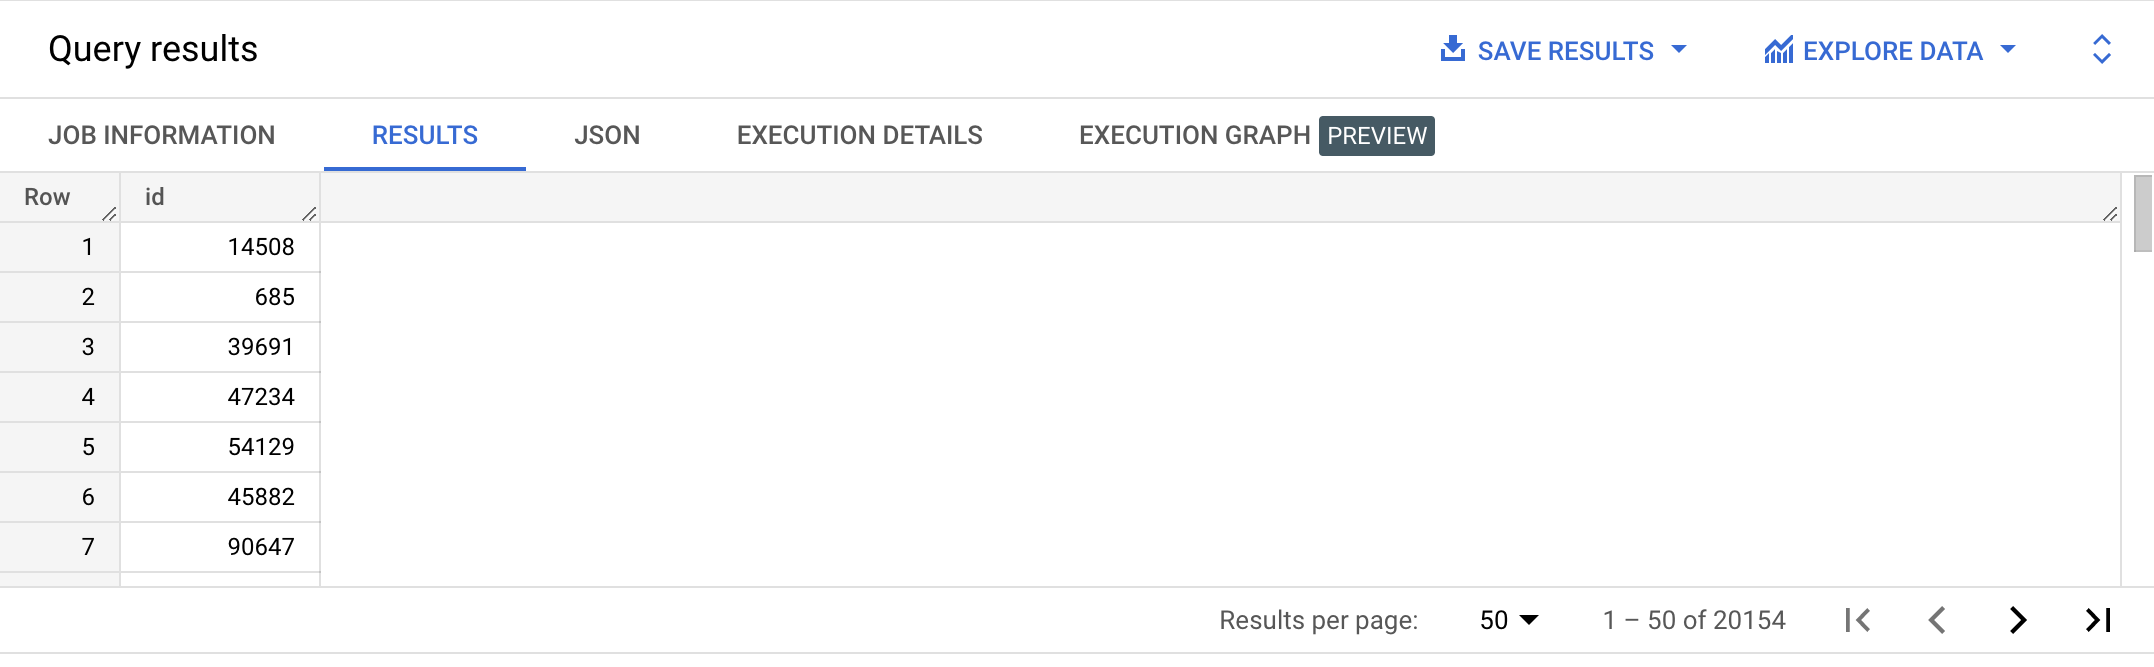 Query results
SAVE RESULTS
EXPLORE DATA
JOB INFORMATION
RESULTS
JSON
EXECUTION DETAILS
EXECUTION GRAPH PREVIEW
Row id
1 14508
2 685
3 39691
4 47234
5 54129
6 45882
7 90647
Results per page: 50 1 – 50 of 20154